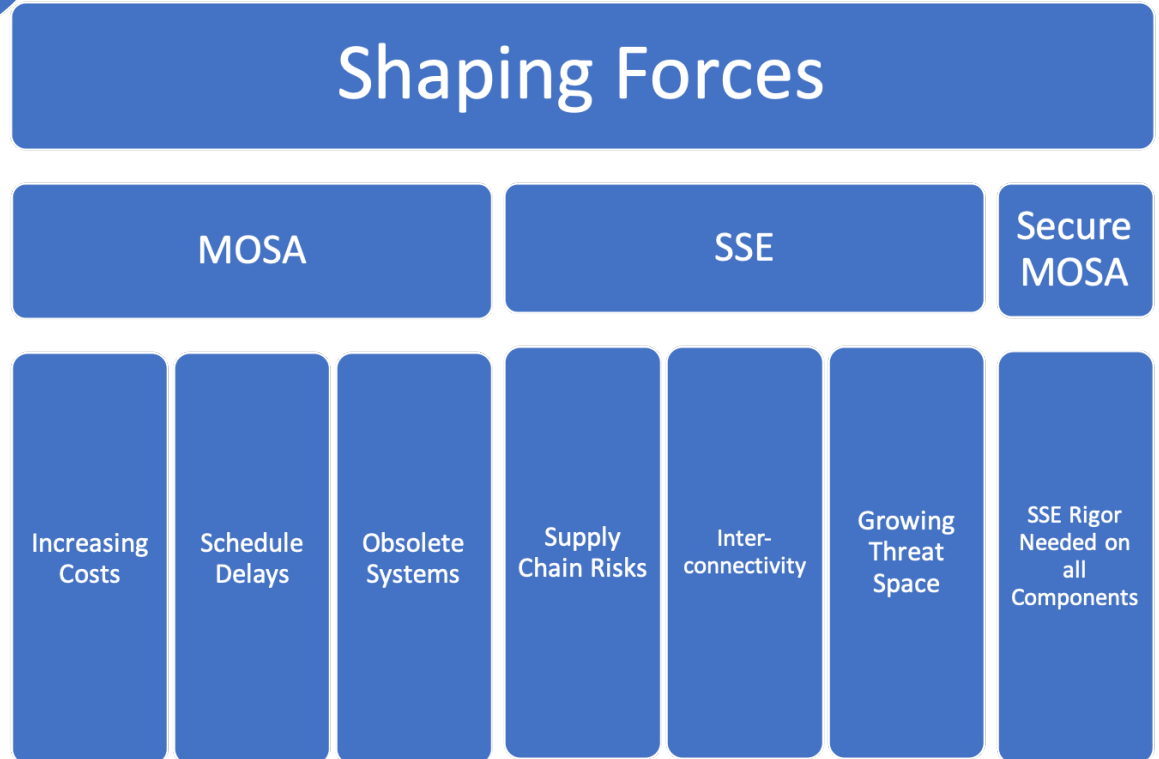 Shaping Forces
MOSA
SSE
Secure
MOSA
Increasing
Costs
Schedule
Delays
Obsolete
Systems
Supply
Chain Risks
Inter-
connectivity
Growing
Threat
Space
SSE Rigor
Needed on
all
Components